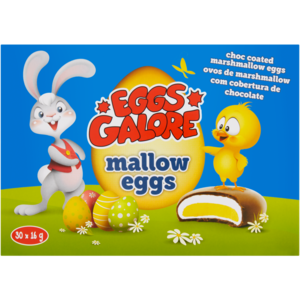 choc coated
marshmallow eggs
ovos de marshmallow
com cobertura de
chocolate
EGGS
GALORE
mallow
eggs
30 x 16 g